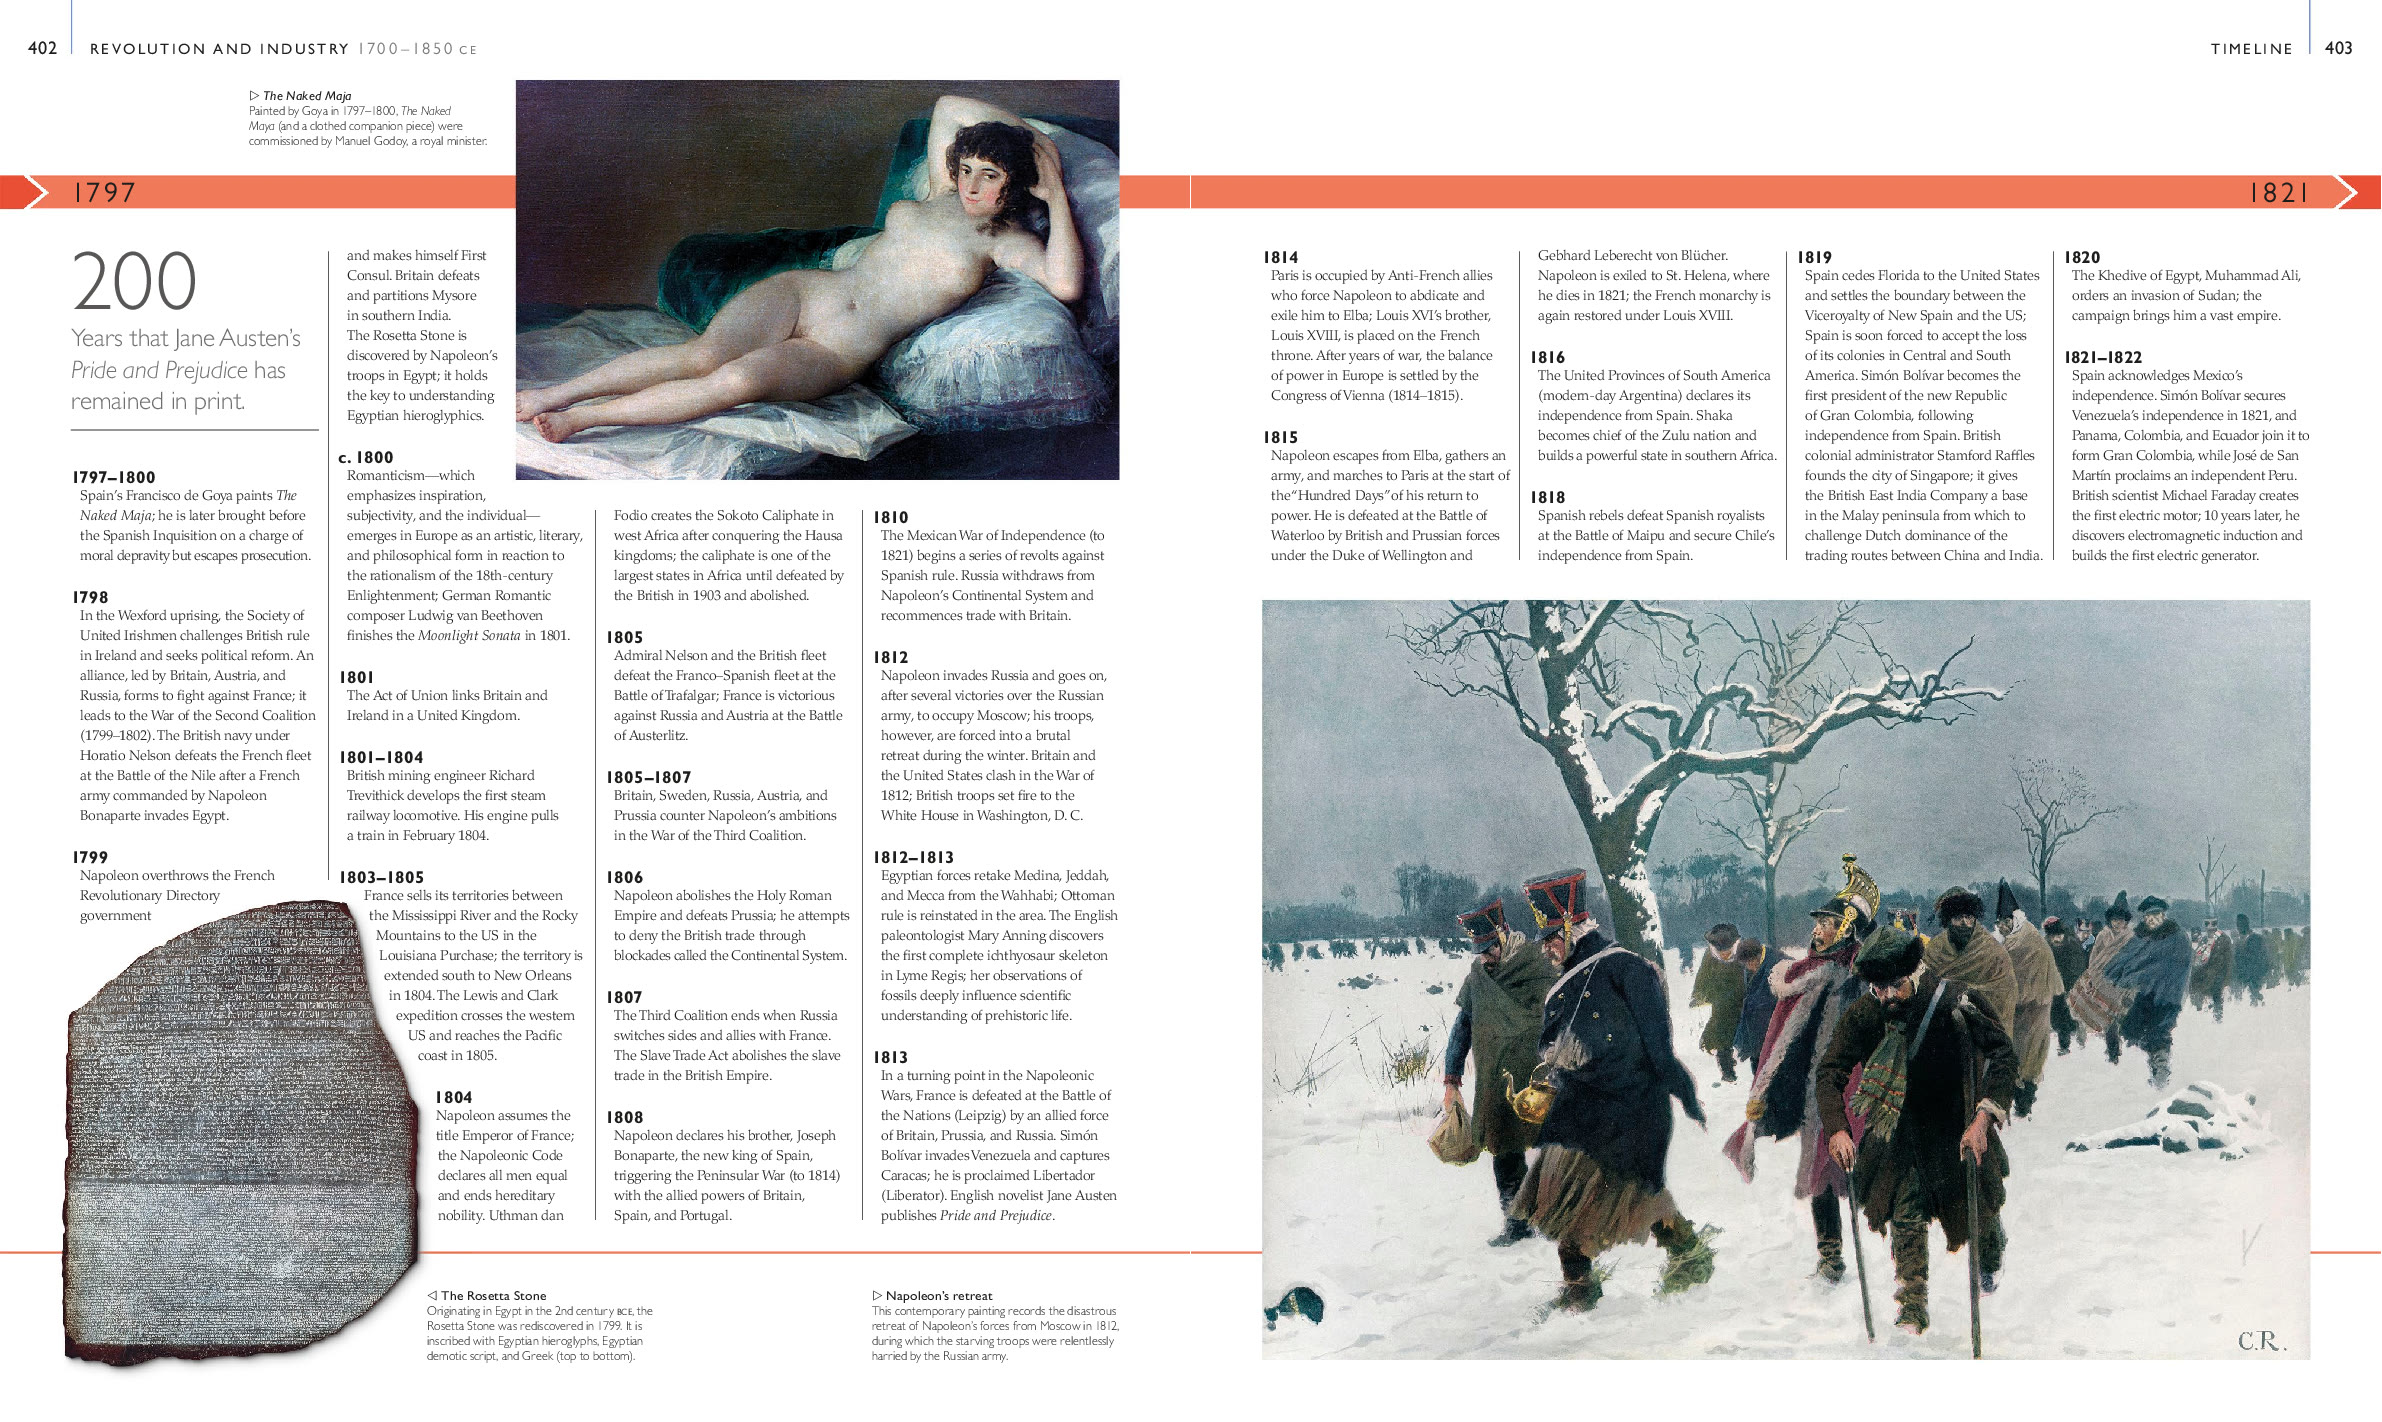 402
REVOLUTION AND INDUSTRY 1700–1850 CE
TIMELINE
403
▷ The Naked Maja
Painted by Goya in 1797–1800, The Naked
Maya (and a clothed companion piece) were
commissioned by Manuel Godoy, a royal minister.
1797
1821
200
Years that Jane Austen’s
Pride and Prejudice has
remained in print.
1797–1800
Spain’s Francisco de Goya paints The
Naked Maja; he is later brought before
the Spanish Inquisition on a charge of
moral depravity but escapes prosecution.
1798
In the Wexford uprising, the Society of
United Irishmen challenges British rule
in Ireland and seeks political reform. An
alliance, led by Britain, Austria, and
Russia, forms to fight against France; it
leads to the War of the Second Coalition
(1799–1802). The British navy under
Horatio Nelson defeats the French fleet
at the Battle of the Nile after a French
army commanded by Napoleon
Bonaparte invades Egypt.
1799
Napoleon overthrows the French
Revolutionary Directory
government
and makes himself First
Consul. Britain defeats
and partitions Mysore
in southern India.
The Rosetta Stone is
discovered by Napoleon’s
troops in Egypt; it holds
the key to understanding
Egyptian hieroglyphics.
c. 1800
Romanticism—which
emphasizes inspiration,
subjectivity, and the individual—
emerges in Europe as an artistic, literary,
and philosophical form in reaction to
the rationalism of the 18th-century
Enlightenment; German Romantic
composer Ludwig van Beethoven
finishes the Moonlight Sonata in 1801.
1801
The Act of Union links Britain and
Ireland in a United Kingdom.
1801–1804
British mining engineer Richard
Trevithick develops the first steam
railway locomotive. His engine pulls
a train in February 1804.
1803–1805
France sells its territories between
the Mississippi River and the Rocky
Mountains to the US in the
Louisiana Purchase; the territory is
extended south to New Orleans
in 1804. The Lewis and Clark
expedition crosses the western
US and reaches the Pacific
coast in 1805.
1804
Napoleon assumes the
title Emperor of France;
the Napoleonic Code
declares all men equal
and ends hereditary
nobility. Uthman dan
Fodio creates the Sokoto Caliphate in
west Africa after conquering the Hausa
kingdoms; the caliphate is one of the
largest states in Africa until defeated by
the British in 1903 and abolished.
1805
Admiral Nelson and the British fleet
defeat the Franco–Spanish fleet at the
Battle of Trafalgar; France is victorious
against Russia and Austria at the Battle
of Austerlitz.
1805–1807
Britain, Sweden, Russia, Austria, and
Prussia counter Napoleon’s ambitions
in the War of the Third Coalition.
1806
Napoleon abolishes the Holy Roman
Empire and defeats Prussia; he attempts
to deny the British trade through
blockades called the Continental System.
1807
The Third Coalition ends when Russia
switches sides and allies with France.
The Slave Trade Act abolishes the slave
trade in the British Empire.
1808
Napoleon declares his brother, Joseph
Bonaparte, the new king of Spain,
triggering the Peninsular War (to 1814)
with the allied powers of Britain,
Spain, and Portugal.
1810
The Mexican War of Independence (to
1821) begins a series of revolts against
Spanish rule. Russia withdraws from
Napoleon’s Continental System and
recommences trade with Britain.
1812
Napoleon invades Russia and goes on,
after several victories over the Russian
army, to occupy Moscow; his troops,
however, are forced into a brutal
retreat during the winter. Britain and
the United States clash in the War of
1812; British troops set fire to the
White House in Washington, D. C.
1812–1813
Egyptian forces retake Medina, Jeddah,
and Mecca from the Wahhabi; Ottoman
rule is reinstated in the area. The English
paleontologist Mary Anning discovers
the first complete ichthyosaur skeleton
in Lyme Regis; her observations of
fossils deeply influence scientific
understanding of prehistoric life.
1813
In a turning point in the Napoleonic
Wars, France is defeated at the Battle of
the Nations (Leipzig) by an allied force
of Britain, Prussia, and Russia. Simón
Bolívar invades Venezuela and captures
Caracas; he is proclaimed Libertador
(Liberator). English novelist Jane Austen
publishes Pride and Prejudice.
◁ The Rosetta Stone
Originating in Egypt in the 2nd century BCE, the
Rosetta Stone was rediscovered in 1799. It is
inscribed with Egyptian hieroglyphs, Egyptian
demotic script, and Greek (top to bottom).
▷ Napoleon’s retreat
This contemporary painting records the disastrous
retreat of Napoleon’s forces from Moscow in 1812,
during which the starving troops were relentlessly
harried by the Russian army.
1814
Paris is occupied by Anti-French allies
who force Napoleon to abdicate and
exile him to Elba; Louis XVI’s brother,
Louis XVIII, is placed on the French
throne. After years of war, the balance
of power in Europe is settled by the
Congress of Vienna (1814–1815).
1815
Napoleon escapes from Elba, gathers an
army, and marches to Paris at the start of
the “Hundred Days” of his return to
power. He is defeated at the Battle of
Waterloo by British and Prussian forces
under the Duke of Wellington and
Gebhard Leberecht von Blücher.
Napoleon is exiled to St. Helena, where
he dies in 1821; the French monarchy is
again restored under Louis XVIII.
1816
The United Provinces of South America
(modern-day Argentina) declares its
independence from Spain. Shaka
becomes chief of the Zulu nation and
builds a powerful state in southern Africa.
1818
Spanish rebels defeat Spanish royalists
at the Battle of Maipu and secure Chile’s
independence from Spain.
1819
Spain cedes Florida to the United States
and settles the boundary between the
Viceroyalty of New Spain and the US;
Spain is soon forced to accept the loss
of its colonies in Central and South
America. Simón Bolívar becomes the
first president of the new Republic
of Gran Colombia, following
independence from Spain. British
colonial administrator Stamford Raffles
founds the city of Singapore; it gives
the British East India Company a base
in the Malay peninsula from which to
challenge Dutch dominance of the
trading routes between China and India.
1820
The Khedive of Egypt, Muhammad Ali,
orders an invasion of Sudan; the
campaign brings him a vast empire.
1821–1822
Spain acknowledges Mexico’s
independence. Simón Bolívar secures
Venezuela’s independence in 1821, and
Panama, Colombia, and Ecuador join it to
form Gran Colombia, while José de San
Martín proclaims an independent Peru.
British scientist Michael Faraday creates
the first electric motor; 10 years later, he
discovers electromagnetic induction and
builds the first electric generator.
C.R.